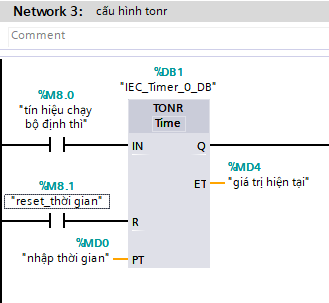 Network 3: cấu hình tonr
Comment
%DB1
"IEC_Timer_0_DB"
%M8.0
"tín hiệu chạy
bộ định thì"
TONR
Time
IN
Q
%MD4
ET
"giá trị hiện tại"
%M8.1
"reset_thời gian"
R
%MD0
"nhập thời gian"
PT